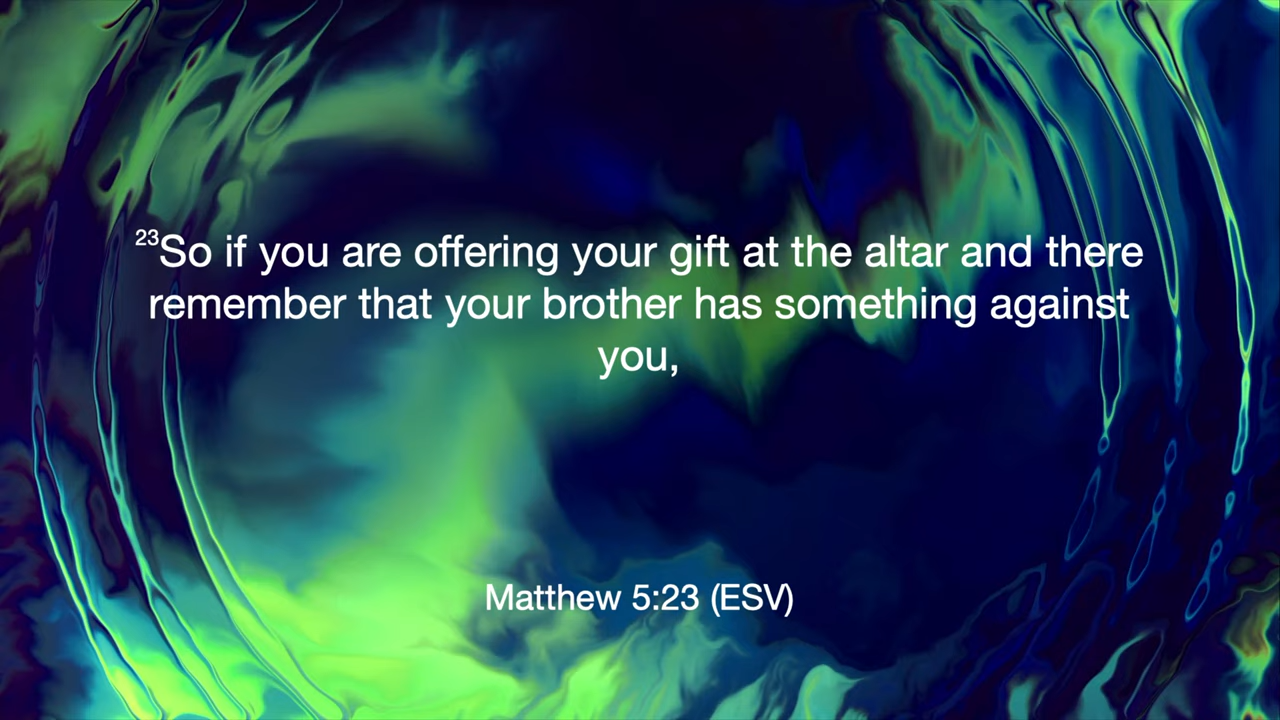 23So if you are offering your gift at the altar and there
remember that your brother has something against
you,
Matthew 5:23 (ESV)